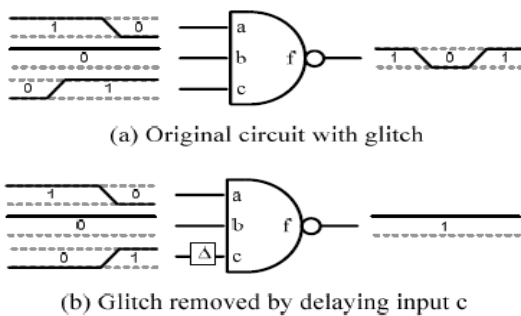 1 0
a
0
b f
1 0 1
0 1
c
(a) Original circuit with glitch
1 0
a
0
b f
1
0 1
Δ c
(b) Glitch removed by delaying input c